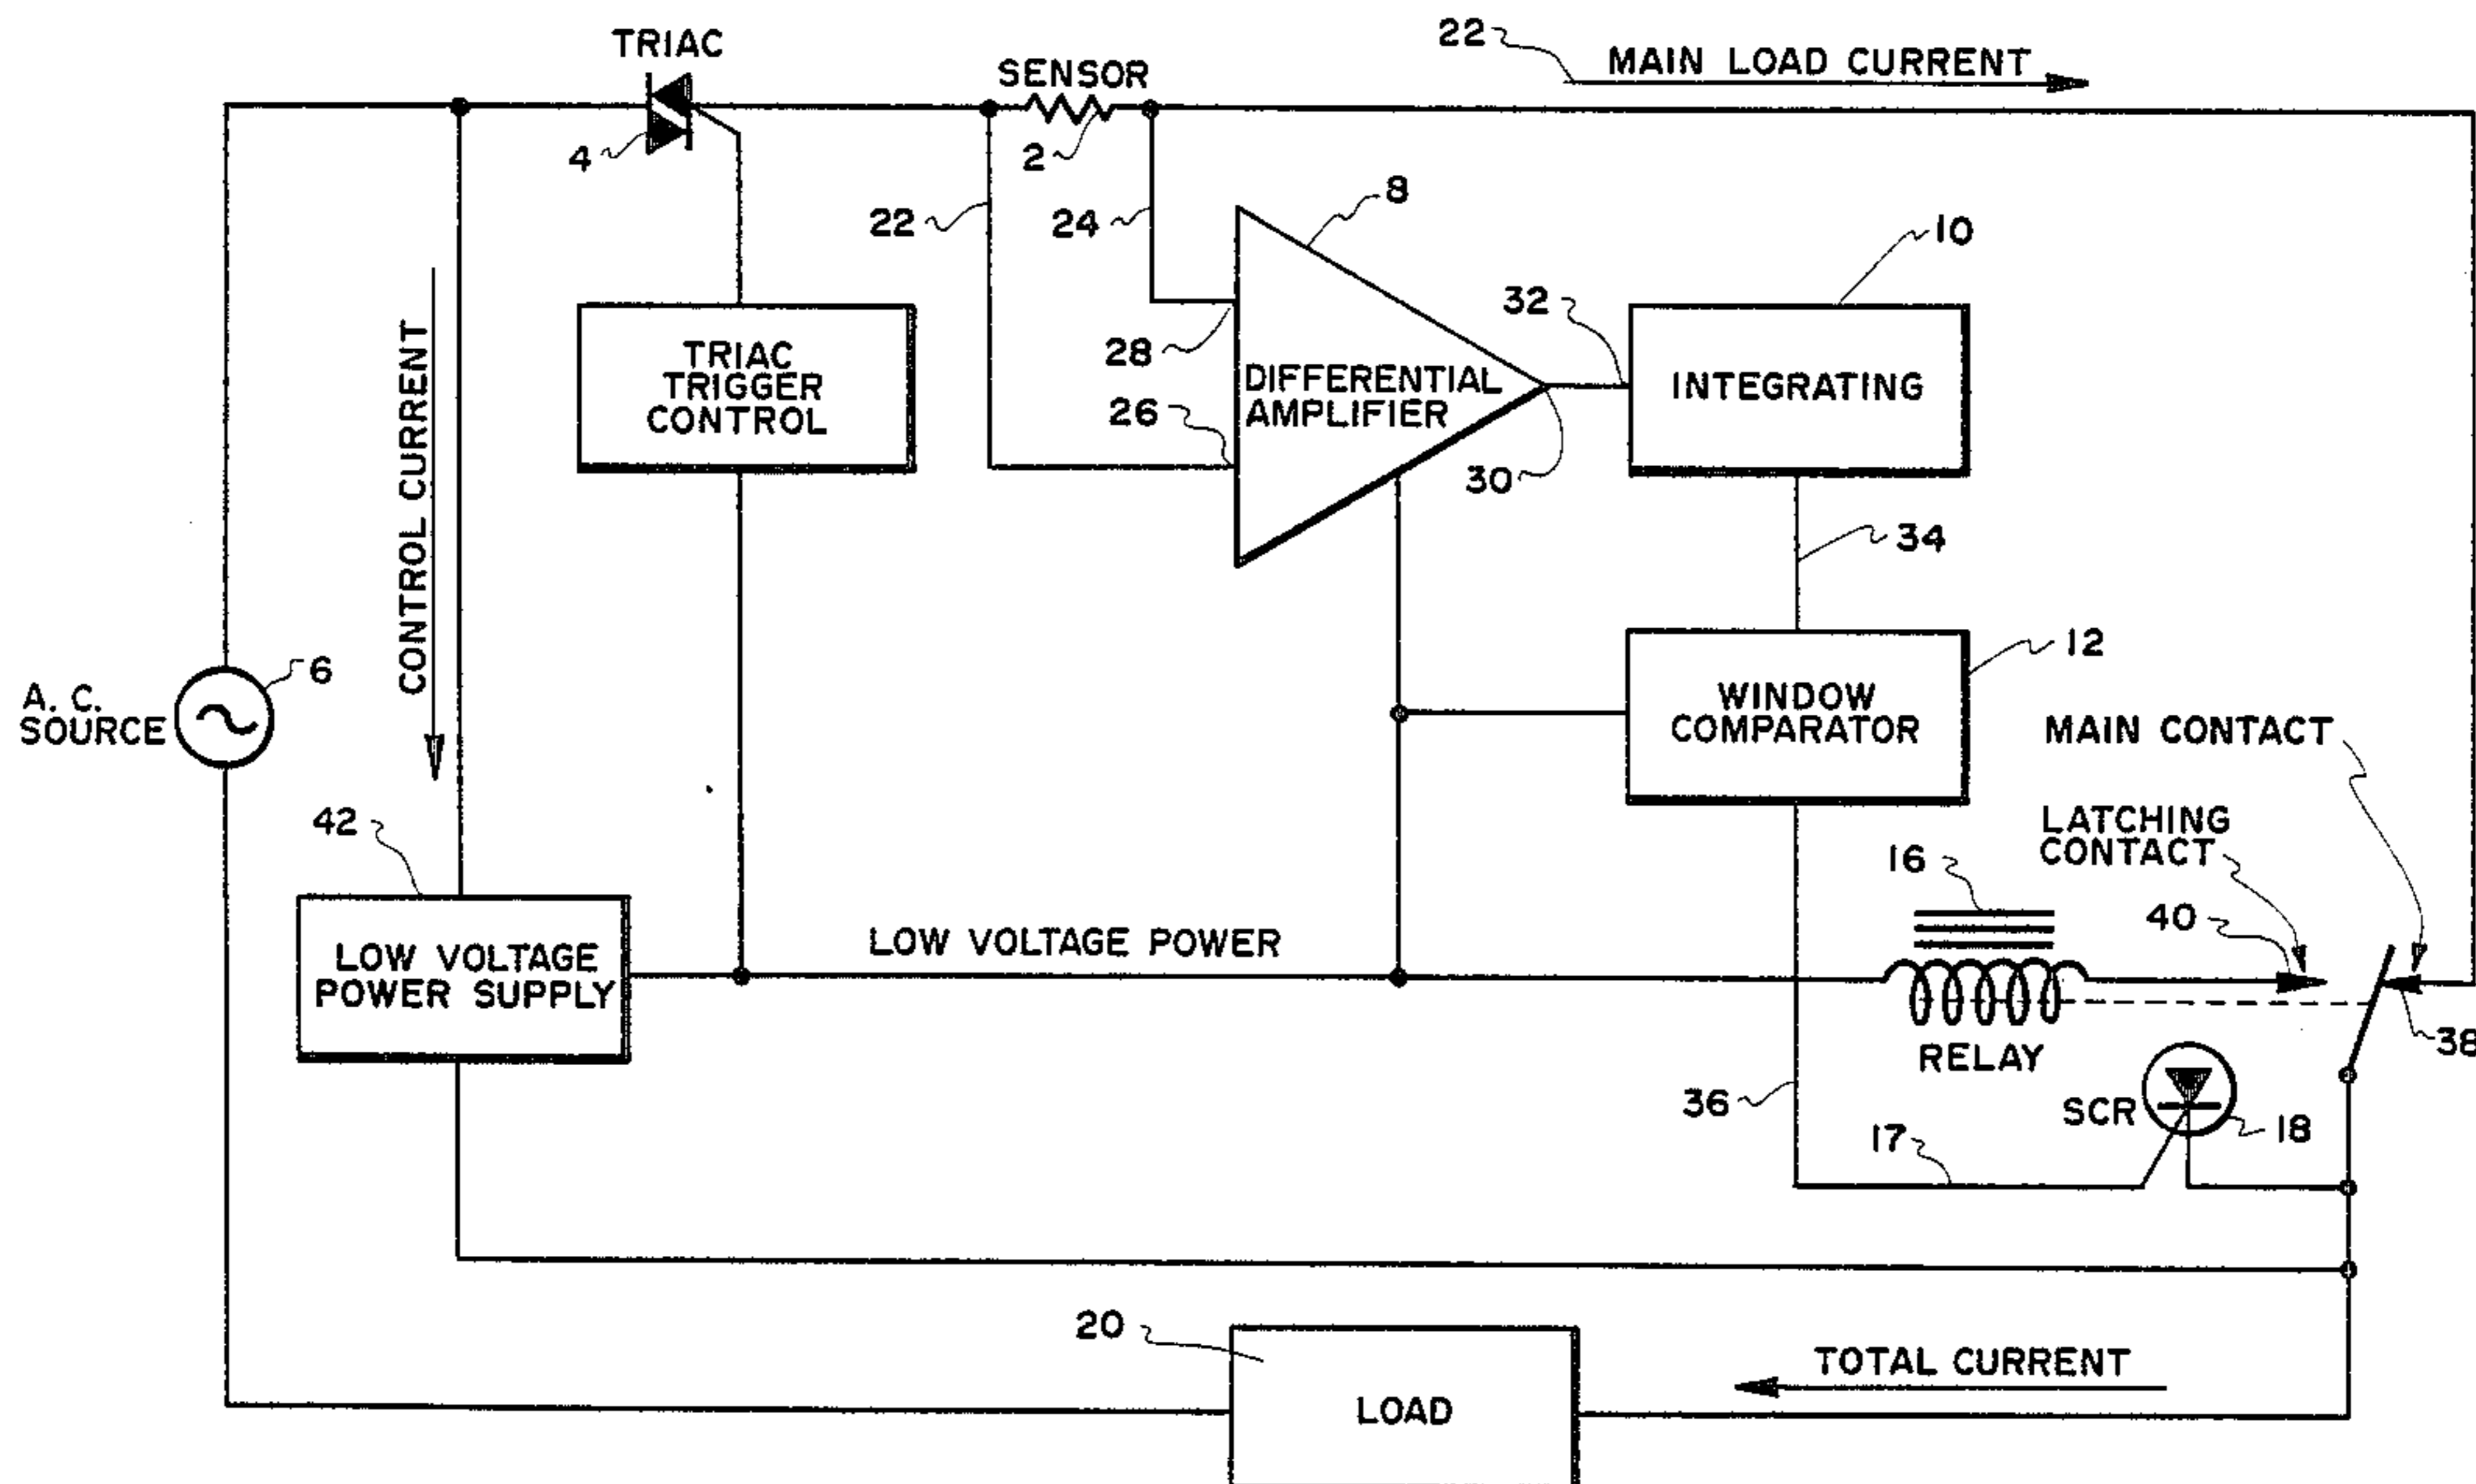 TRIAC
SENSOR
22
MAIN LOAD CURRENT
4
2
22
24
8
10
CONTROL CURRENT
TRIAC
TRIGGER
CONTROL
28
26
DIFFERENTIAL
AMPLIFIER
32
30
INTEGRATING
34
A. C.
SOURCE
6
12
WINDOW
COMPARATOR
MAIN CONTACT
42
LATCHING
CONTACT
16
40
LOW VOLTAGE
POWER SUPPLY
LOW VOLTAGE POWER
RELAY
38
36
SCR
18
17
20
LOAD
TOTAL CURRENT